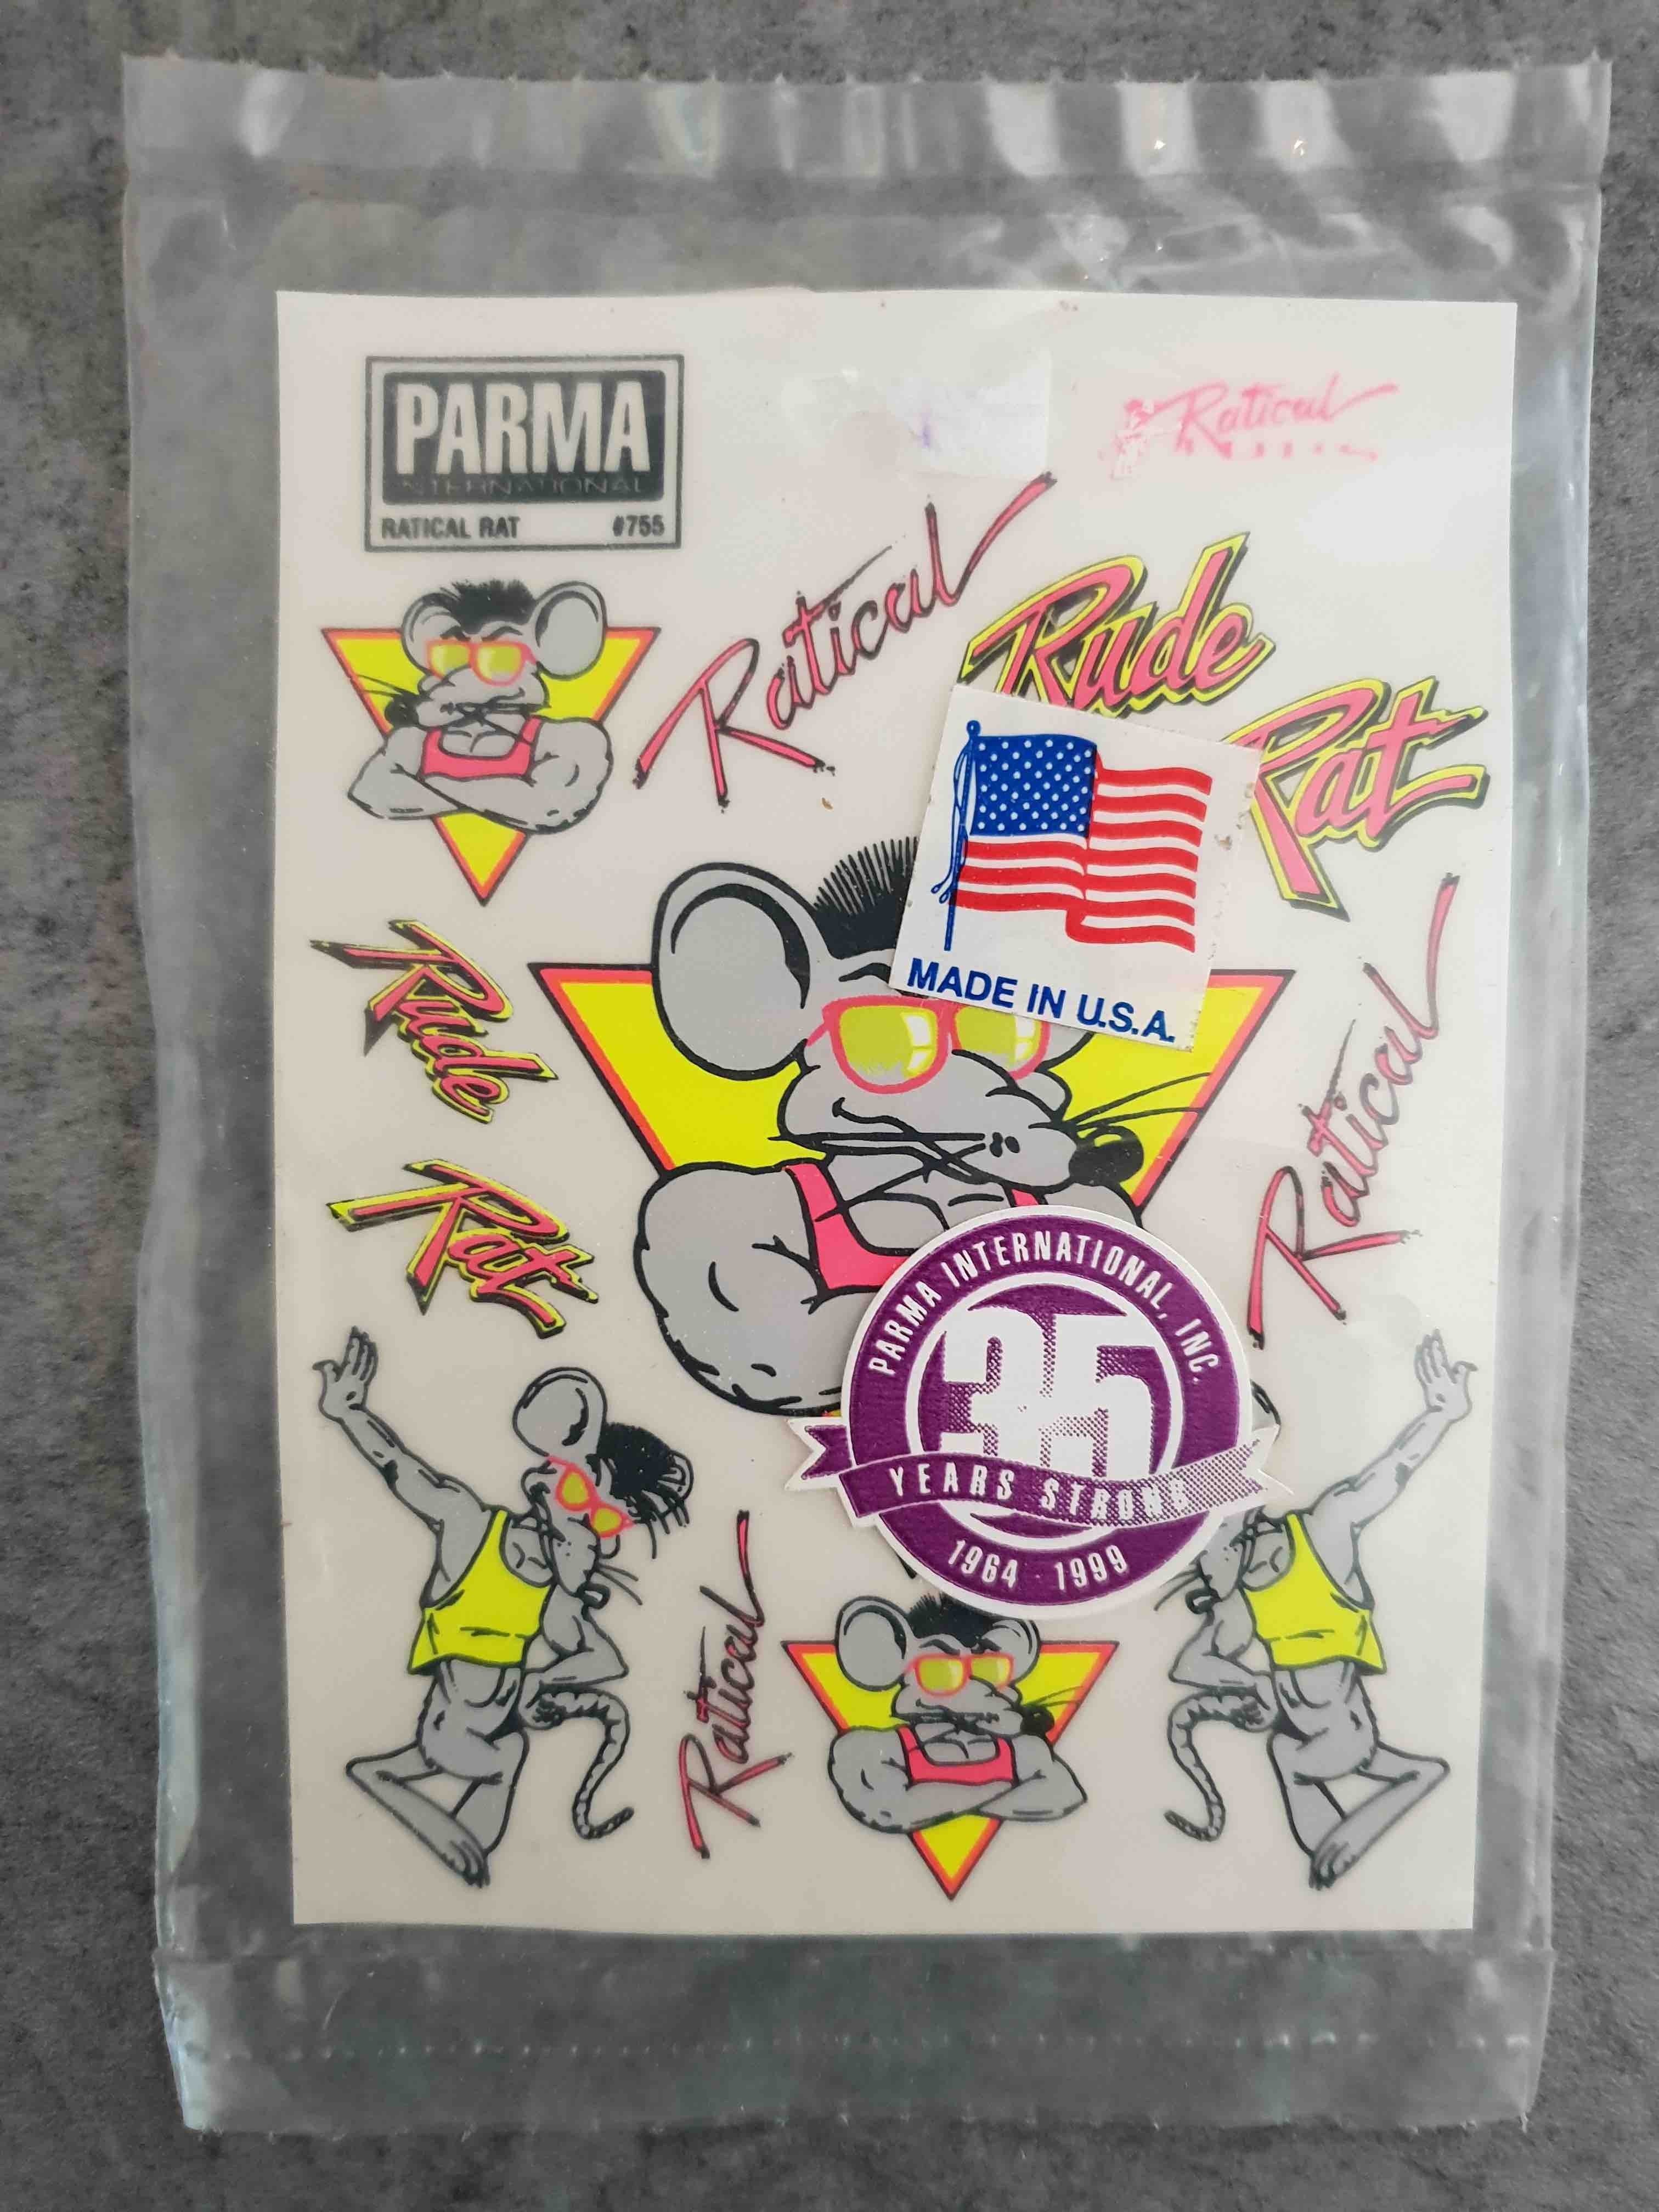 PARMA
INTERNATIONAL
RATICAL RAT #755
Ratical
Ratical
Rude
Rat
MADE IN U.S.A.
Rude
Rat
Ratical
PARMA INTERNATIONAL, INC.
35
YEARS STRONG
1964 - 1999
Ratical